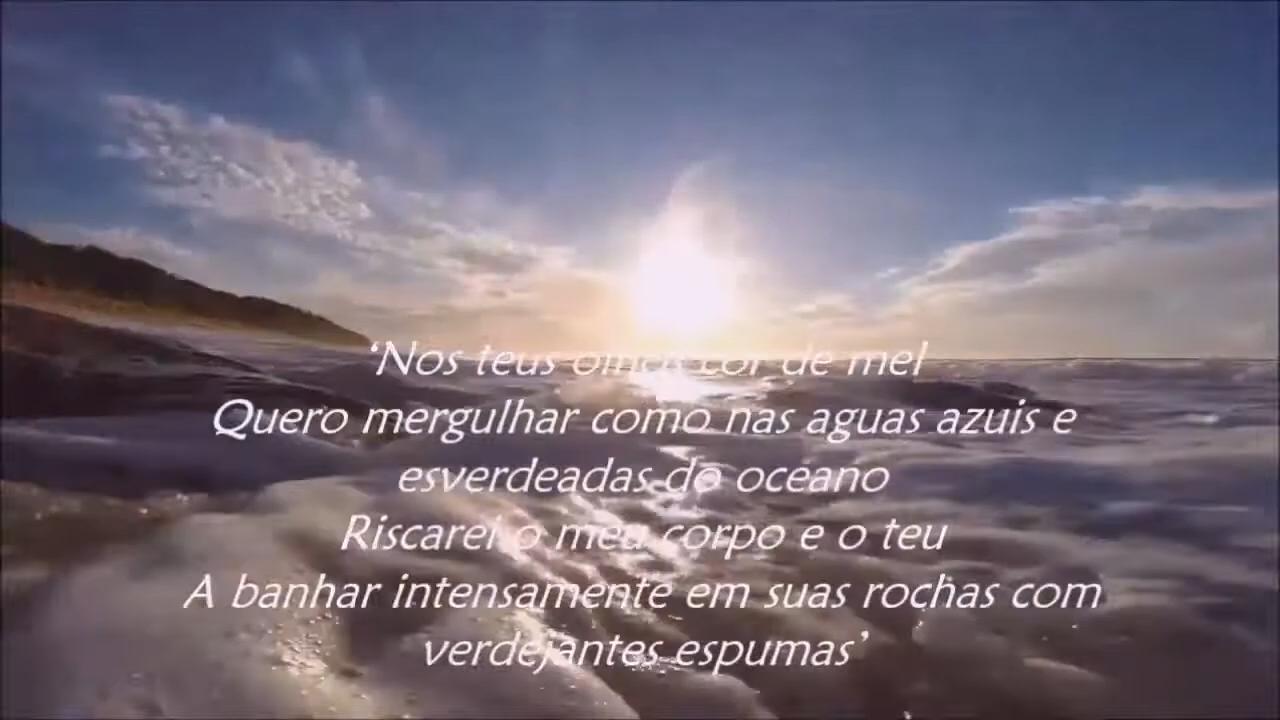 ‘Nos teus olhos cor de mel
Quero mergulhar como nas aguas azuis e
esverdeadas do oceano
Riscarei o meu corpo e o teu
A banhar intensamente em suas rochas com
verdejantes espumas’